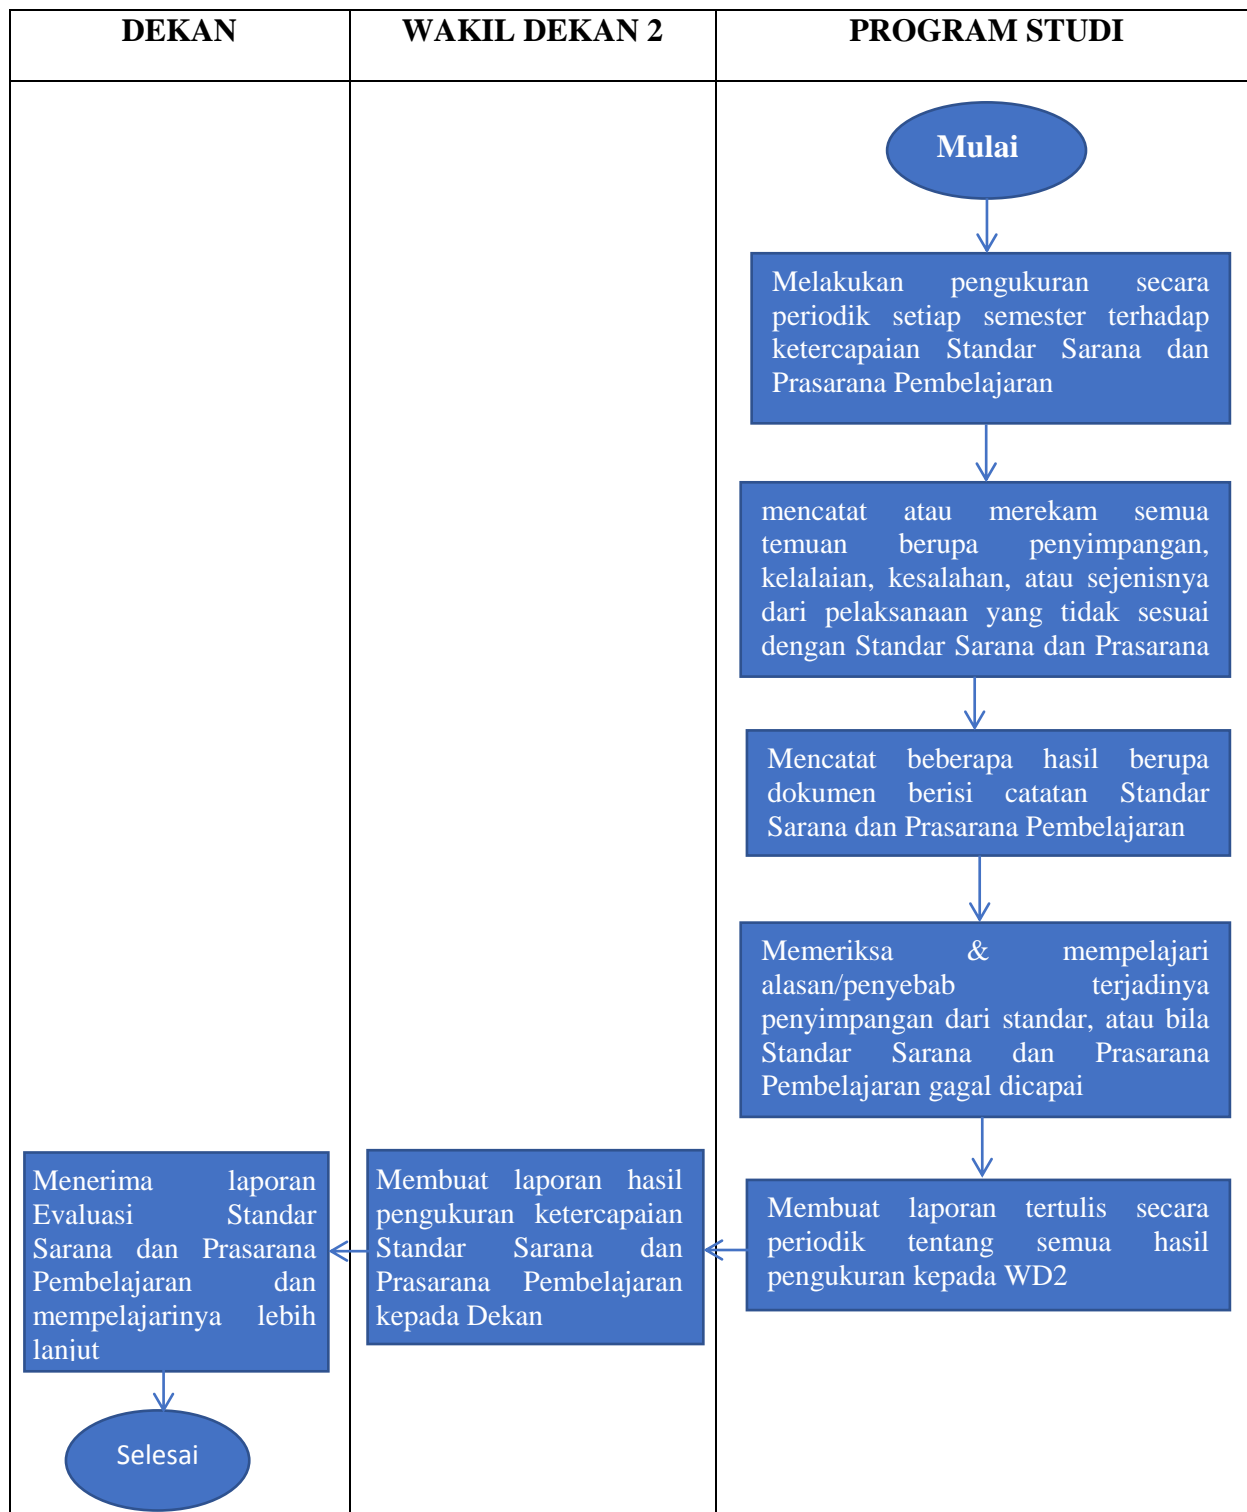 DEKAN
WAKIL DEKAN 2
PROGRAM STUDI
Mulai
Melakukan pengukuran secara
periodik setiap semester terhadap
ketercapaian Standar Sarana dan
Prasarana Pembelajaran
mencatat atau merekam semua
temuan berupa penyimpangan,
kelalaian, kesalahan, atau sejenisnya
dari pelaksanaan yang tidak sesuai
dengan Standar Sarana dan Prasarana
Mencatat beberapa hasil berupa
dokumen berisi catatan Standar
Sarana dan Prasarana Pembelajaran
Memeriksa & mempelajari
alasan/penyebab terjadinya
penyimpangan dari standar, atau bila
Standar Sarana dan Prasarana
Pembelajaran gagal dicapai
Membuat laporan tertulis secara
periodik tentang semua hasil
pengukuran kepada WD2
Membuat laporan hasil
pengukuran ketercapaian
Standar Sarana dan
Prasarana Pembelajaran
kepada Dekan
Menerima laporan
Evaluasi Standar
Sarana dan Prasarana
Pembelajaran dan
mempelajarinya lebih
lanjut
Selesai